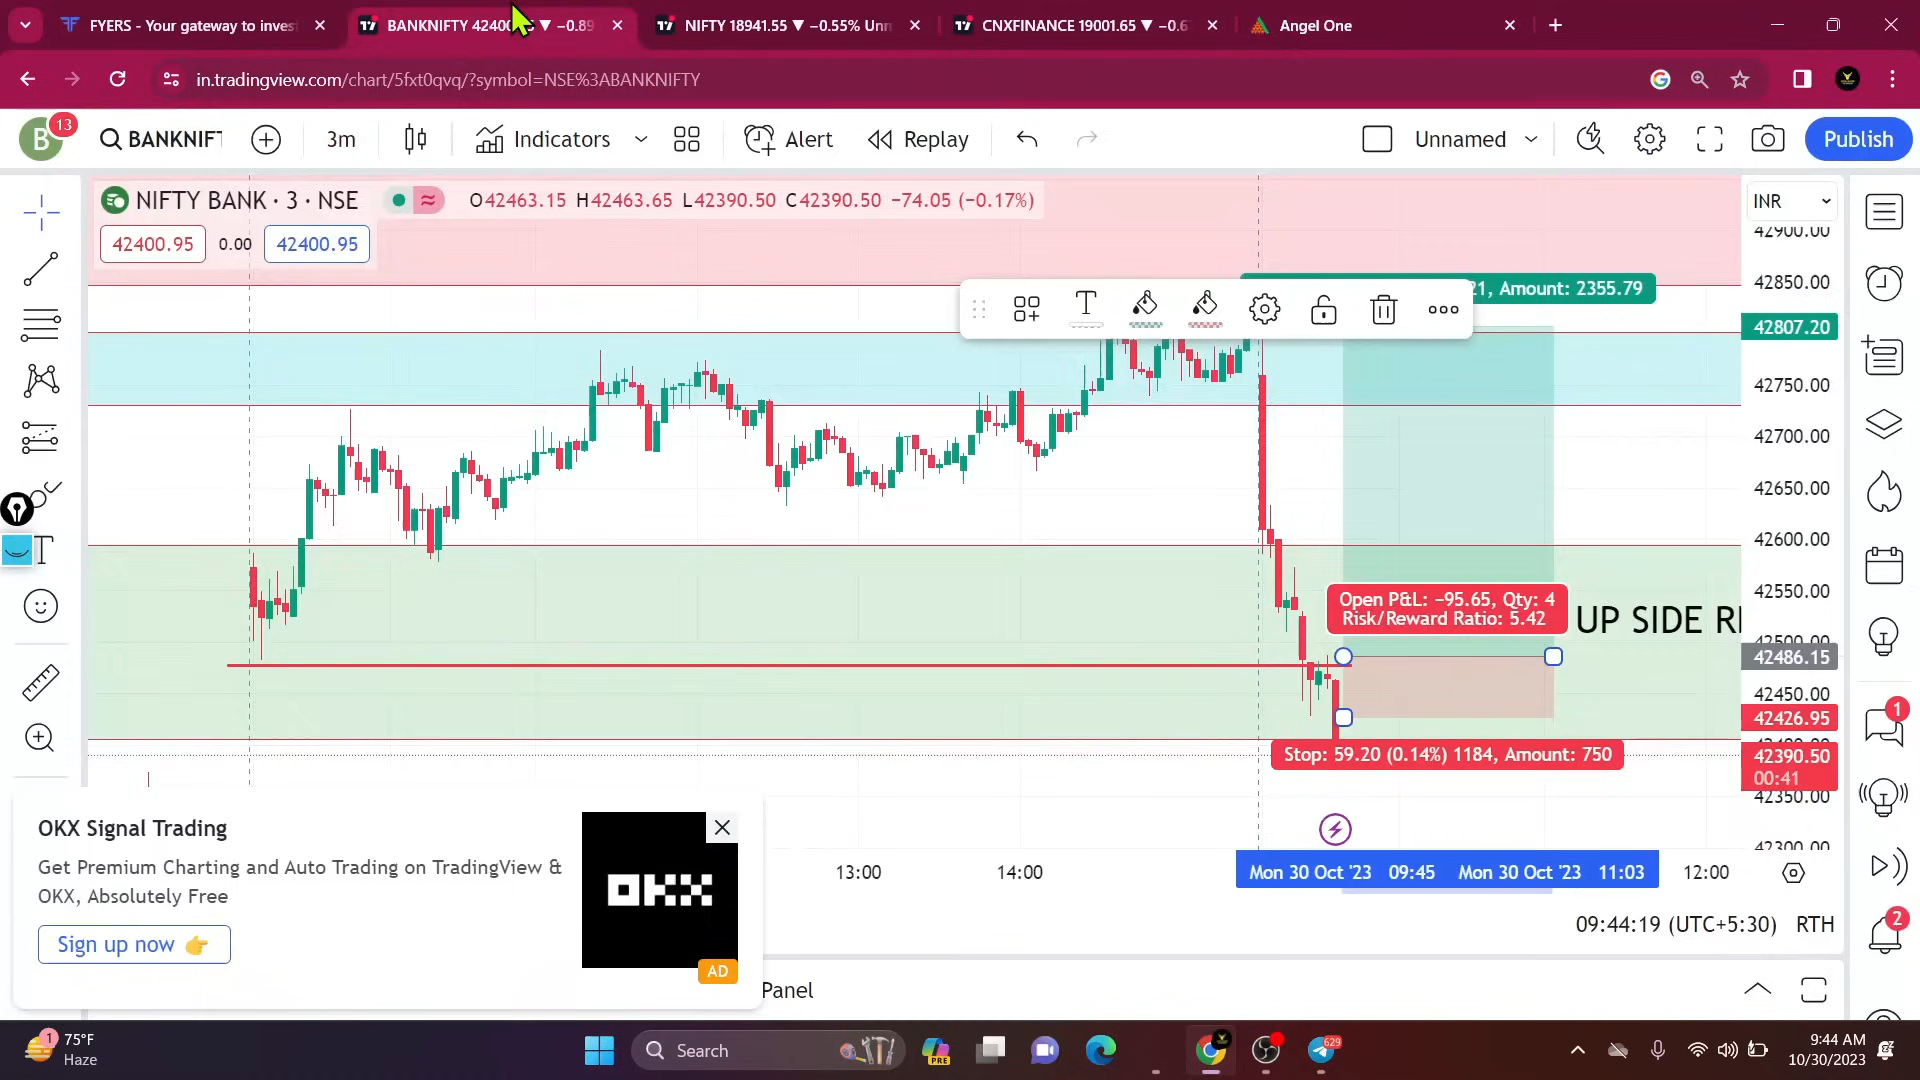 FYERS - Your gateway to inves
BANKNIFTY 4240 ▼ −0.89
NIFTY 18941.55 ▼ −0.55% Unn
CNXFINANCE 19001.65 ▼ −0.6
Angel One
in.tradingview.com/chart/5fxt0qvq/?symbol=NSE%3ABANKNIFTY
B
13
BANKNIFT
3m
Indicators
Alert
Replay
Unnamed
Publish
NIFTY BANK · 3 · NSE
O42463.15 H42463.65 L42390.50 C42390.50 −74.05 (−0.17%)
INR
42400.95
0.00
42400.95
42900.00
21, Amount: 2355.79
42850.00
42807.20
42750.00
42700.00
42650.00
42600.00
42550.00
Open P&L: −95.65, Qty: 4
Risk/Reward Ratio: 5.42
UP SIDE
42500.00
42486.15
42450.00
42426.95
Stop: 59.20 (0.14%) 1184, Amount: 750
42390.50
00:41
42350.00
42300.00
1
OKX Signal Trading
Get Premium Charting and Auto Trading on TradingView &
OKX, Absolutely Free
Sign up now
OKX
AD
13:00
14:00
Mon 30 Oct '23 09:45
Mon 30 Oct '23 11:03
12:00
09:44:19 (UTC+5:30)
RTH
2
Panel
1
75°F
Haze
Search
PRE
629
9:44 AM
10/30/2023